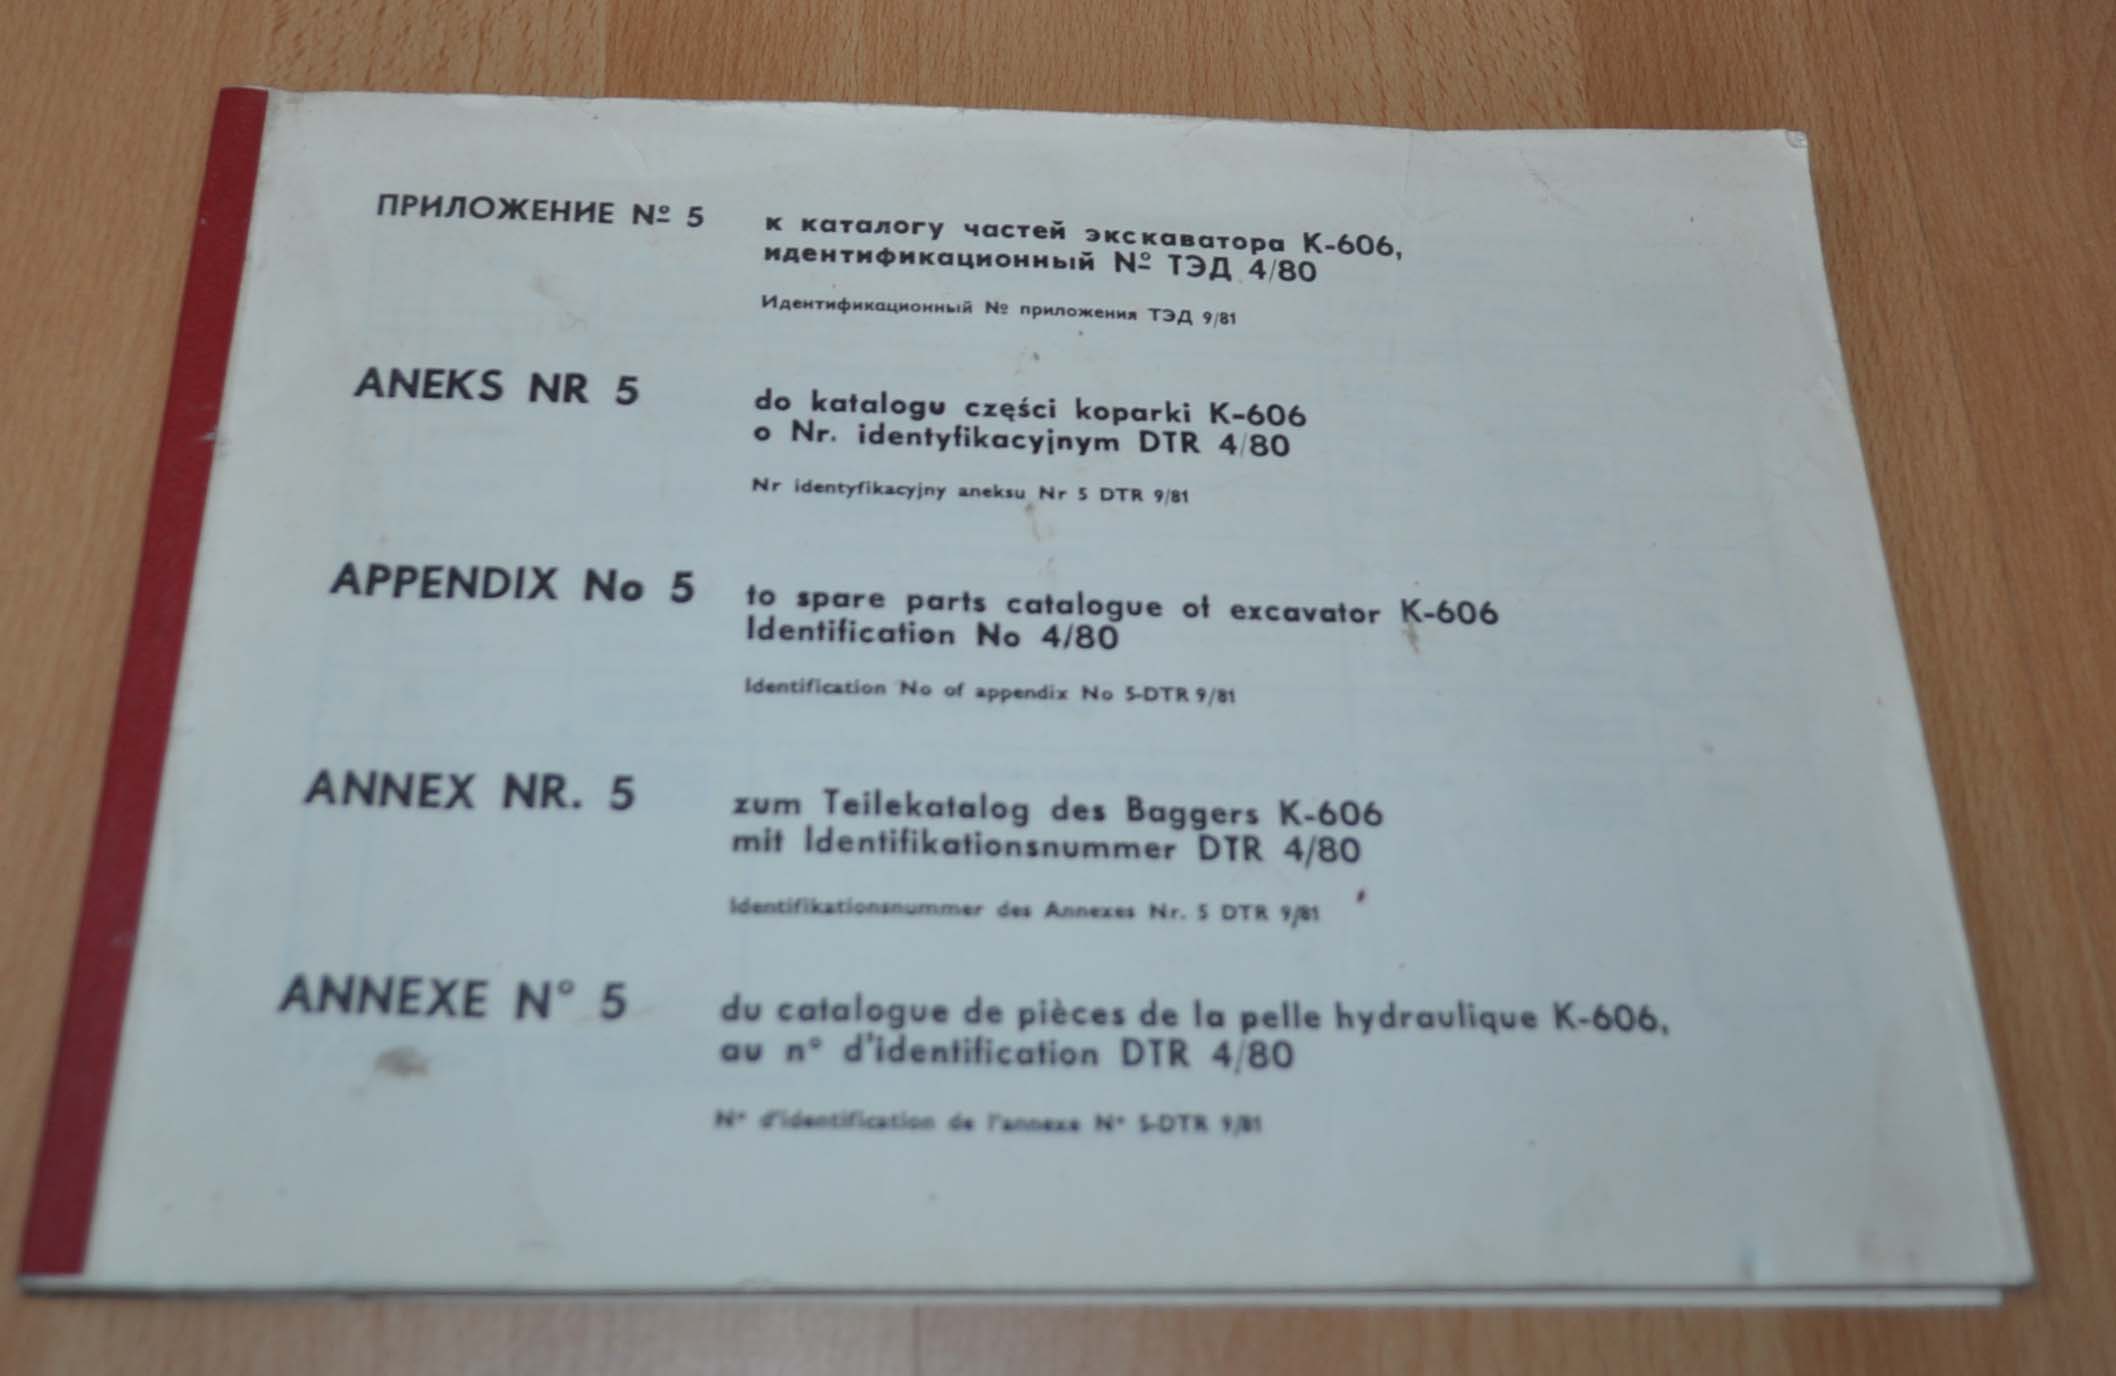 ПРИЛОЖЕНИЕ № 5
к каталогу частей экскаватора К-606,
идентификационный № ТЭД 4/80
Идентификационный № приложения ТЭД 9/81
ANEKS NR 5
do katalogu części koparki K-606
o Nr. identyfikacyjnym DTR 4/80
Nr identyfikacyjny aneksu Nr 5 DTR 9/81
APPENDIX No 5
to spare parts catalogue of excavator K-606
Identification No 4/80
Identification No of appendix No 5-DTR 9/81
ANNEX NR. 5
zum Teilekatalog des Baggers K-606
mit Identifikationsnummer DTR 4/80
Identifikationsnummer des Annexes Nr. 5 DTR 9/81
ANNEXE N° 5
du catalogue de pièces de la pelle hydraulique K-606,
au n° d'identification DTR 4/80
N° d'identification de l'annexe N° 5-DTR 9/81